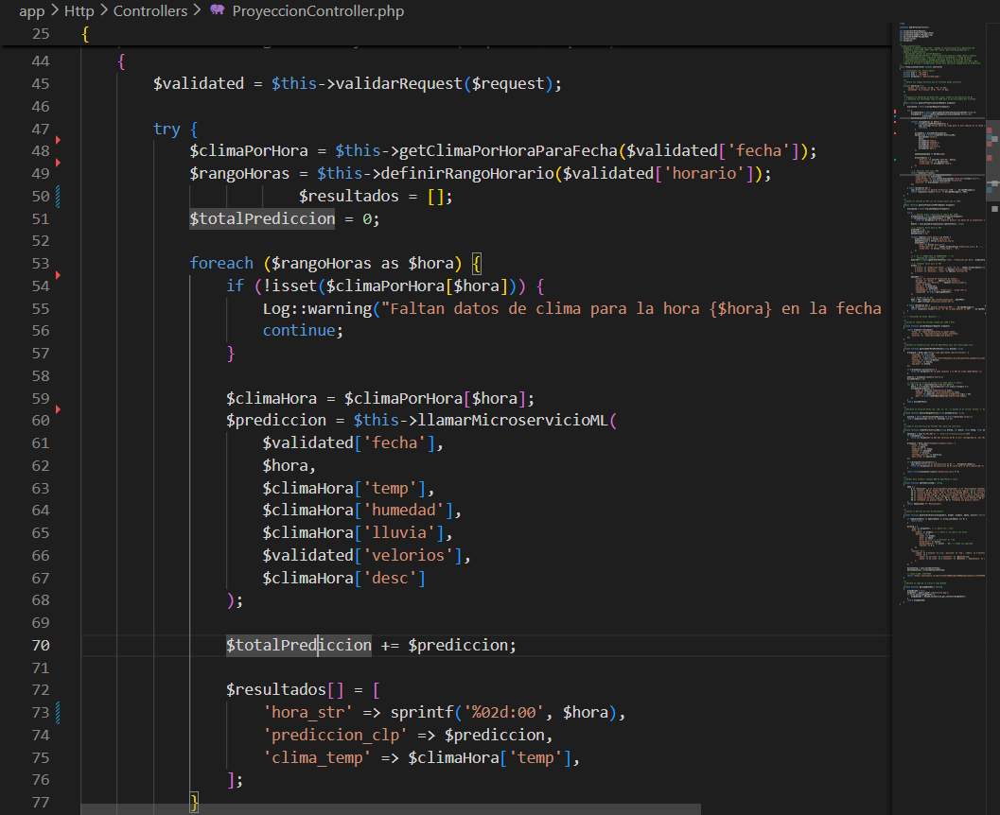 app > Http > Controllers > ProyeccionController.php
25 {
44 {
45 $validated = $this->validarRequest($request);
46
47 try {
48 $climaPorHora = $this->getClimaPorHoraParaFecha($validated['fecha']);
49 $rangoHoras = $this->definirRangoHorario($validated['horario']);
50 $resultados = [];
51 $totalPrediccion = 0;
52
53 foreach ($rangoHoras as $hora) {
54 if (!isset($climaPorHora[$hora])) {
55 Log::warning("Faltan datos de clima para la hora {$hora} en la fecha
56 continue;
57 }
58
59 $climaHora = $climaPorHora[$hora];
60 $prediccion = $this->llamarMicroservicioML(
61 $validated['fecha'],
62 $hora,
63 $climaHora['temp'],
64 $climaHora['humedad'],
65 $climaHora['lluvia'],
66 $validated['velorios'],
67 $climaHora['desc']
68 );
69
70 $totalPrediccion += $prediccion;
71
72 $resultados[] = [
73 'hora_str' => sprintf('%02d:00', $hora),
74 'prediccion_clp' => $prediccion,
75 'clima_temp' => $climaHora['temp'],
76 ];
77 }